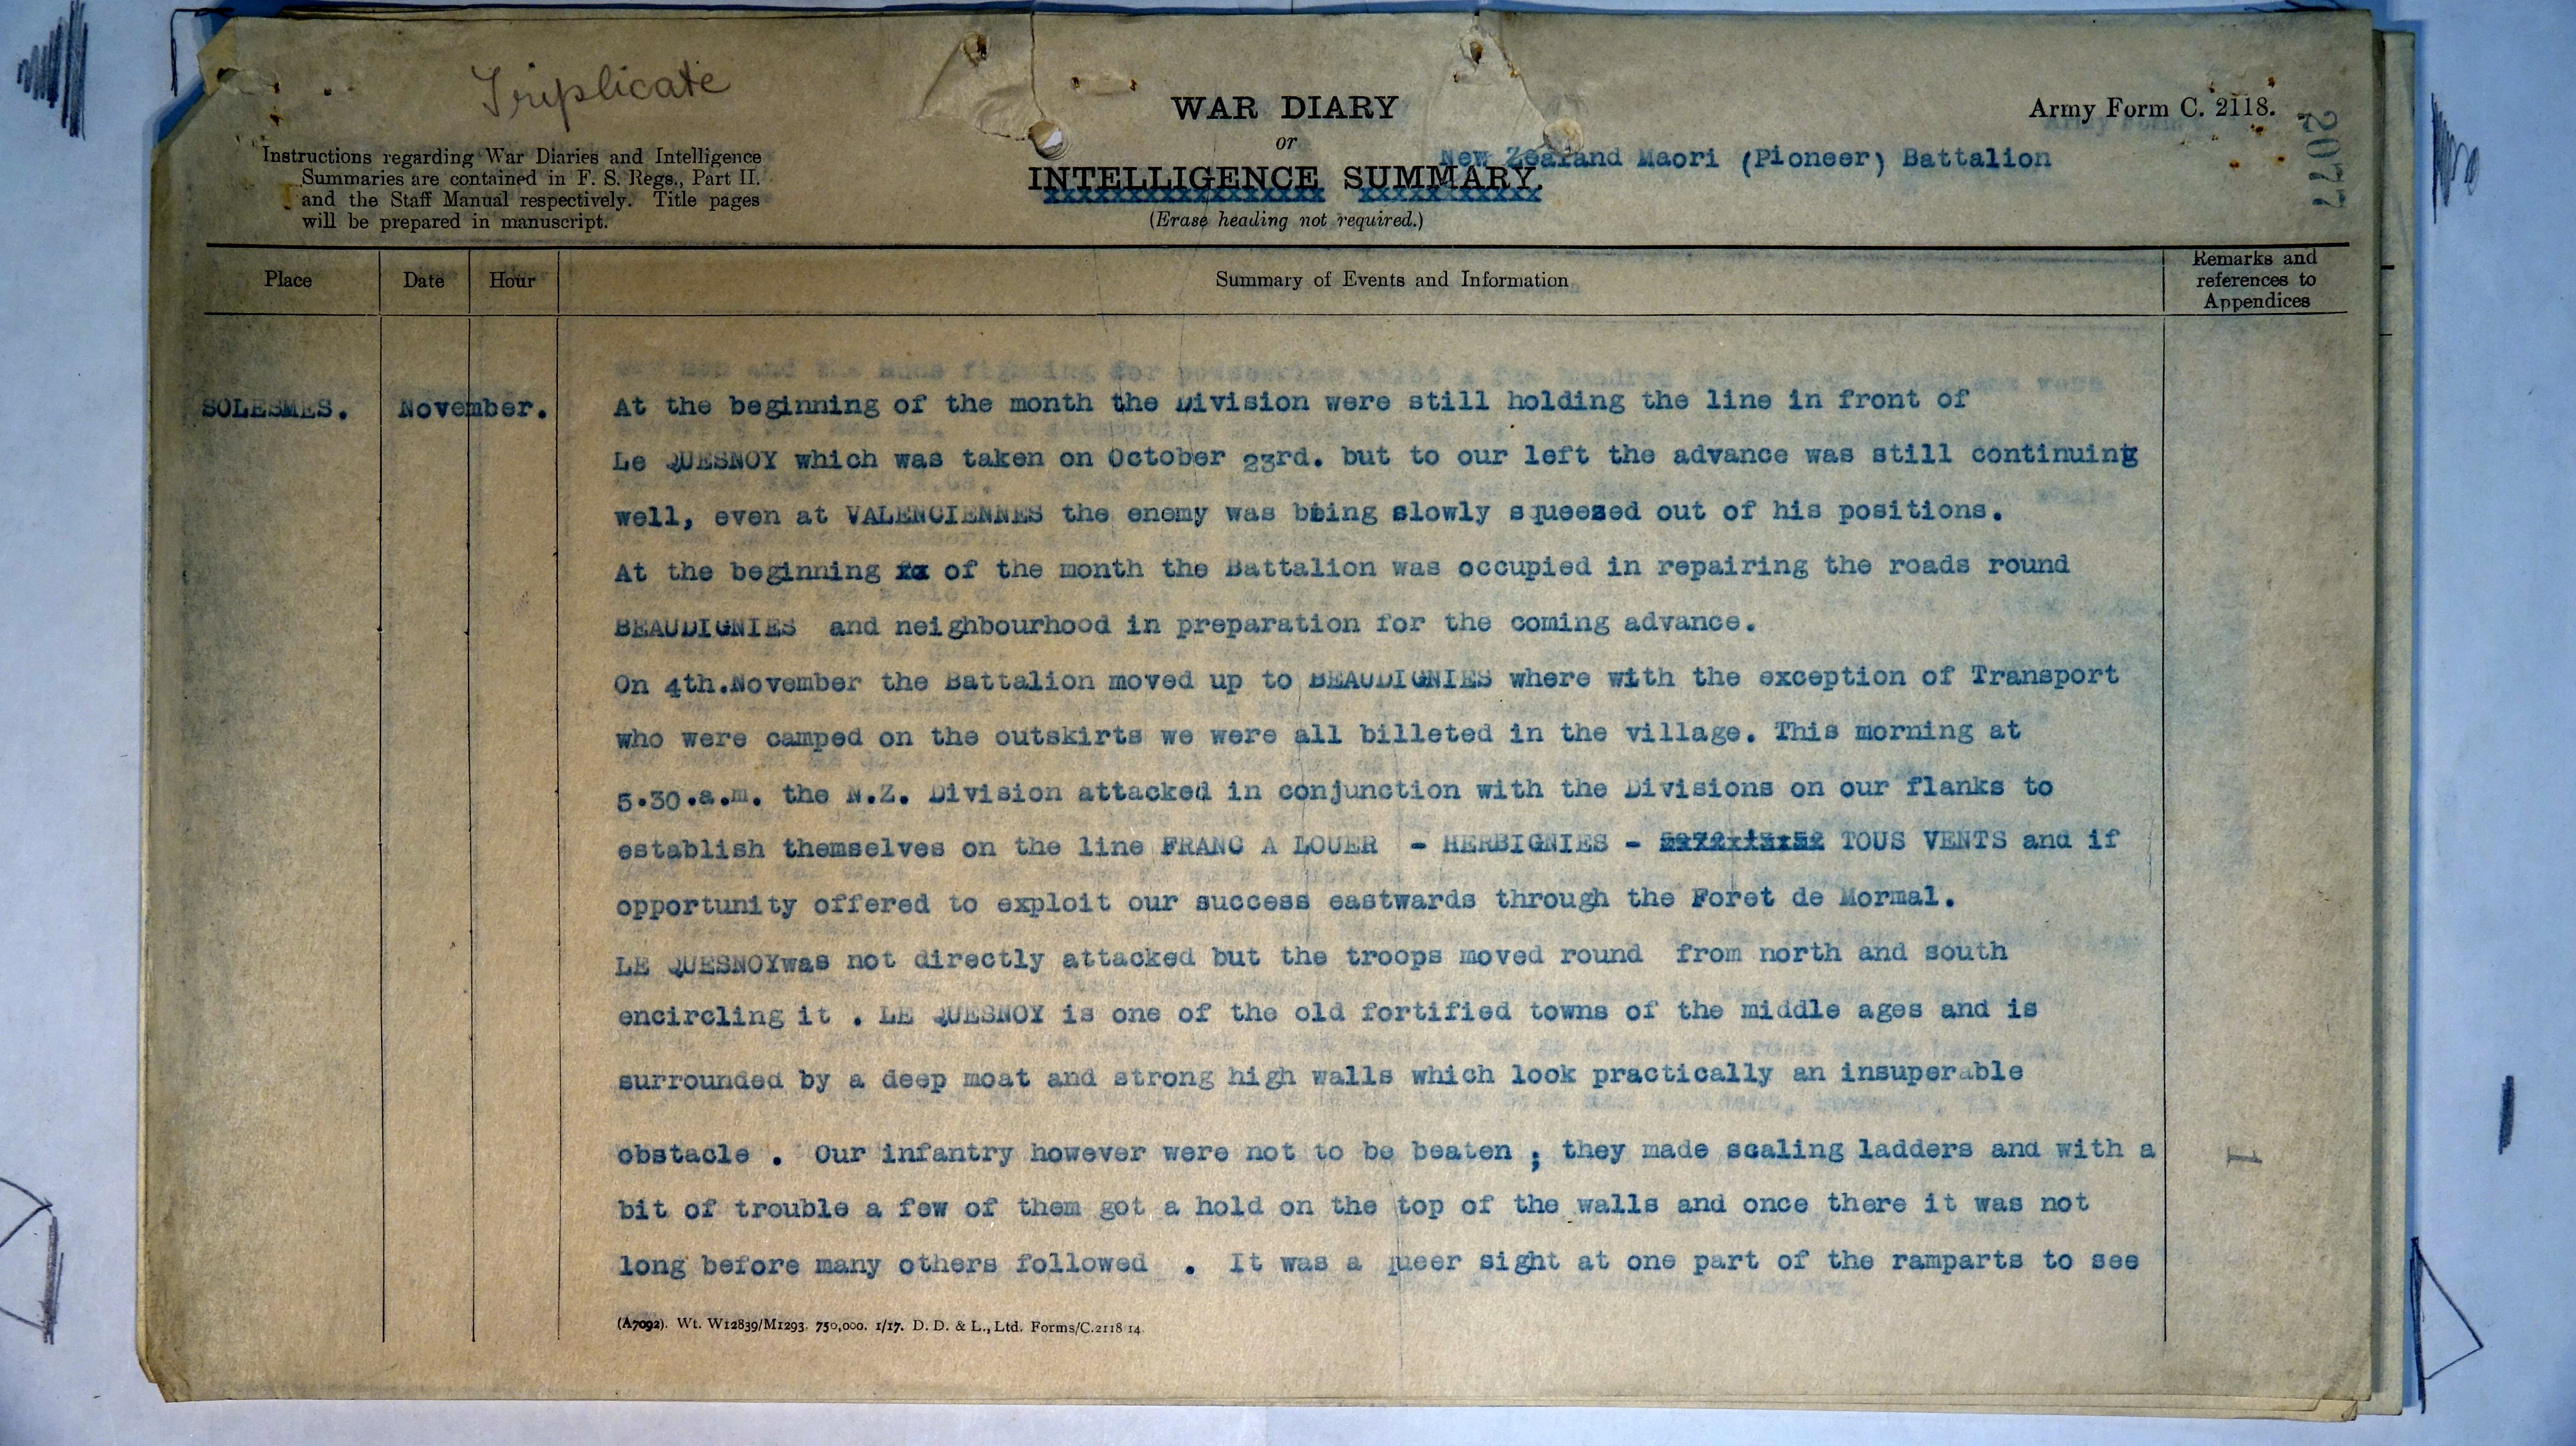 Triplicate
WAR DIARY
or
INTELLIGENCE SUMMARY.
(Erase heading not required.)
New Zealand Maori (Pioneer) Battalion
Army Form C. 2118.
2077
Instructions regarding War Diaries and Intelligence
Summaries are contained in F. S. Regs., Part II.
and the Staff Manual respectively. Title pages
will be prepared in manuscript.
Place Date Hour Summary of Events and Information Remarks and
references to
Appendices
SOLESMES. November. At the beginning of the month the Division were still holding the line in front of
Le QUESNOY which was taken on October 23rd. but to our left the advance was still continuing
well, even at VALENCIENNES the enemy was being slowly squeesed out of his positions.
At the beginning of the month the Battalion was occupied in repairing the roads round
BEAUDIGNIES and neighbourhood in preparation for the coming advance.
On 4th.November the Battalion moved up to BEAUDIGNIES where with the exception of Transport
who were camped on the outskirts we were all billeted in the village. This morning at
5.30.a.m. the N.Z. Division attacked in conjunction with the Divisions on our flanks to
establish themselves on the line FRANC A LOUER - HERBIGNIES - TOUS VENTS and if
opportunity offered to exploit our success eastwards through the Foret de Mormal.
LE QUESNOYwas not directly attacked but the troops moved round from north and south
encircling it . LE QUESNOY is one of the old fortified towns of the middle ages and is
surrounded by a deep moat and strong high walls which look practically an insuperable
obstacle . Our infantry however were not to be beaten ; they made scaling ladders and with a
bit of trouble a few of them got a hold on the top of the walls and once there it was not
long before many others followed . It was a queer sight at one part of the ramparts to see
1
(A7092). Wt. W12839/M1293. 750,000. 1/17. D. D. & L., Ltd. Forms/C.2118 14.